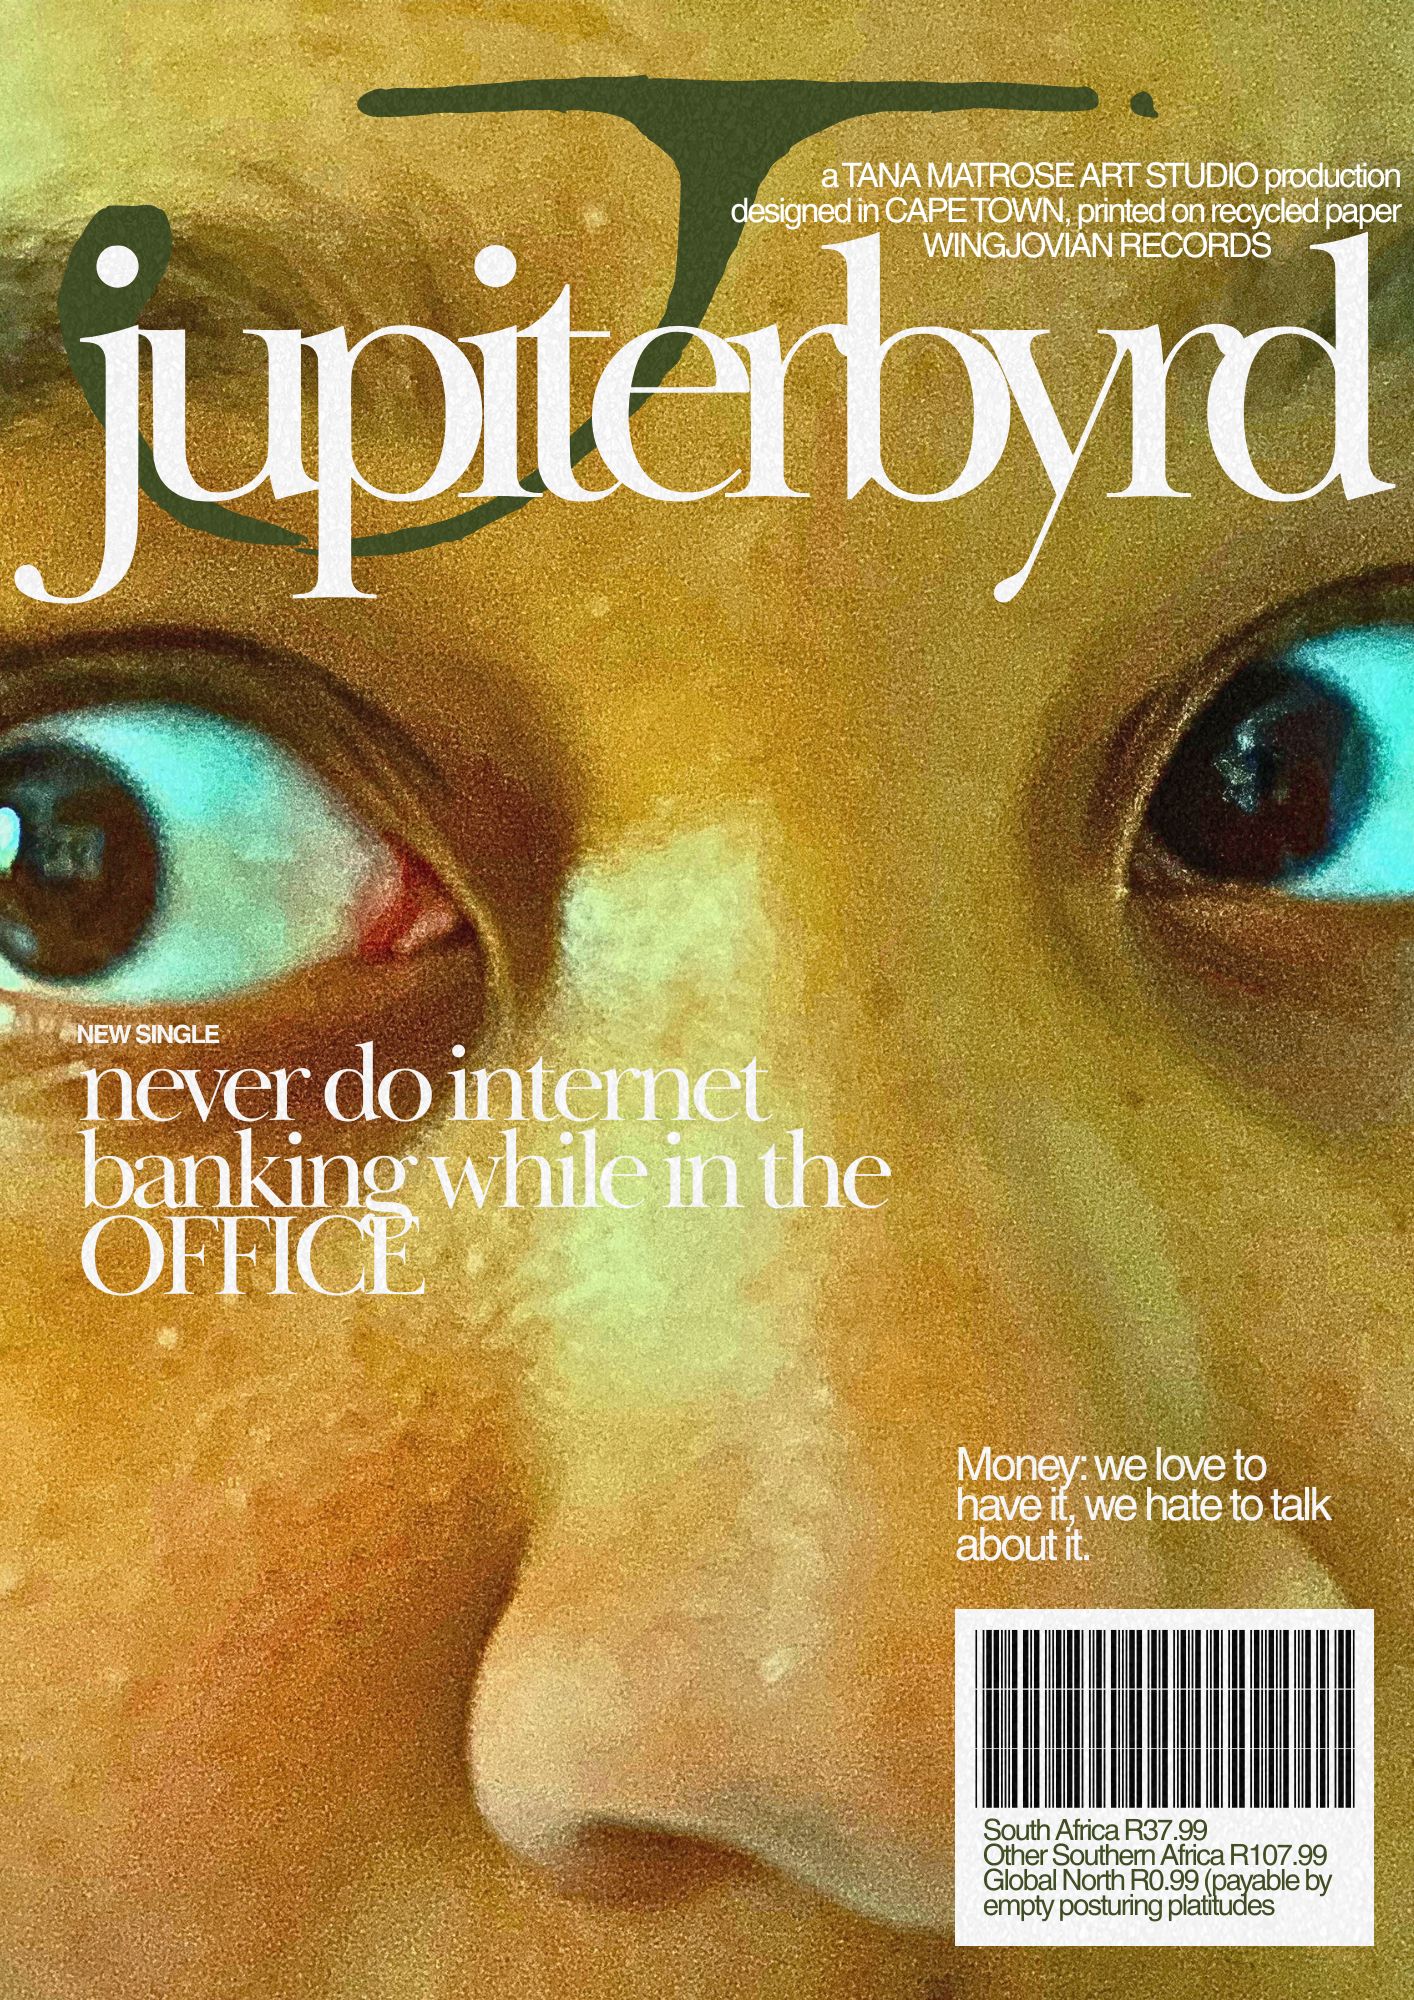 a TANA MATROSE ART STUDIO production
designed in CAPE TOWN, printed on recycled paper
WINGJOVIAN RECORDS
J
jupiterbyrd
NEW SINGLE
never do internet
banking while in the
OFFICE
Money: we love to
have it, we hate to talk
about it.
South Africa R37.99
Other Southern Africa R107.99
Global North R0.99 (payable by
empty posturing platitudes